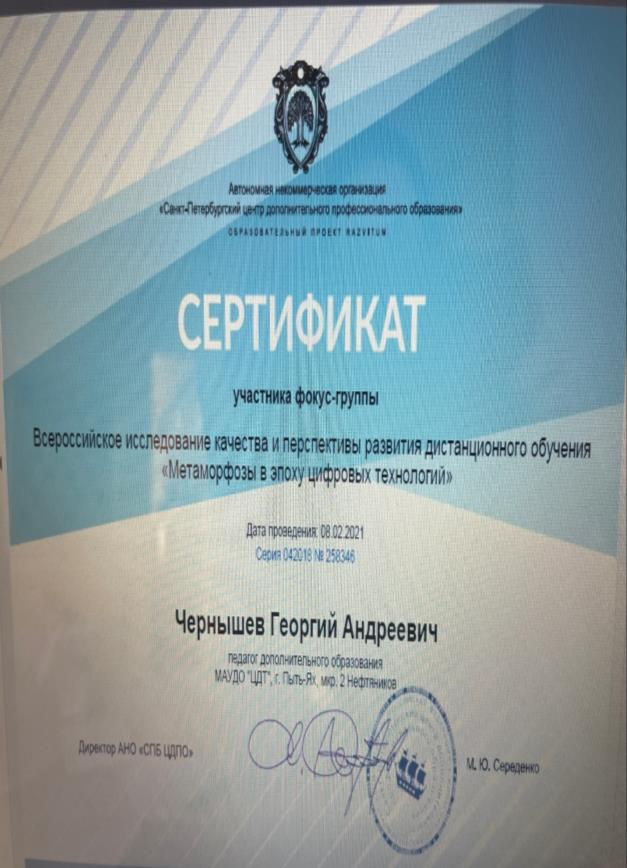 Автономная некоммерческая организация
«Санкт-Петербургский центр дополнительного профессионального образования»
ОБРАЗОВАТЕЛЬНЫЙ ПРОЕКТ RAZVITUM
СЕРТИФИКАТ
участника фокус-группы
Всероссийское исследование качества и перспективы развития дистанционного обучения
«Метаморфозы в эпоху цифровых технологий»
Дата проведения: 08.02.2021
Серия 042018 № 258346
Чернышев Георгий Андреевич
педагог дополнительного образования
МАУДО "ЦДТ", г. Пыть-Ях, мкр. 2 Нефтяников
Директор АНО «СПБ ЦДПО»
М. Ю. Середенко